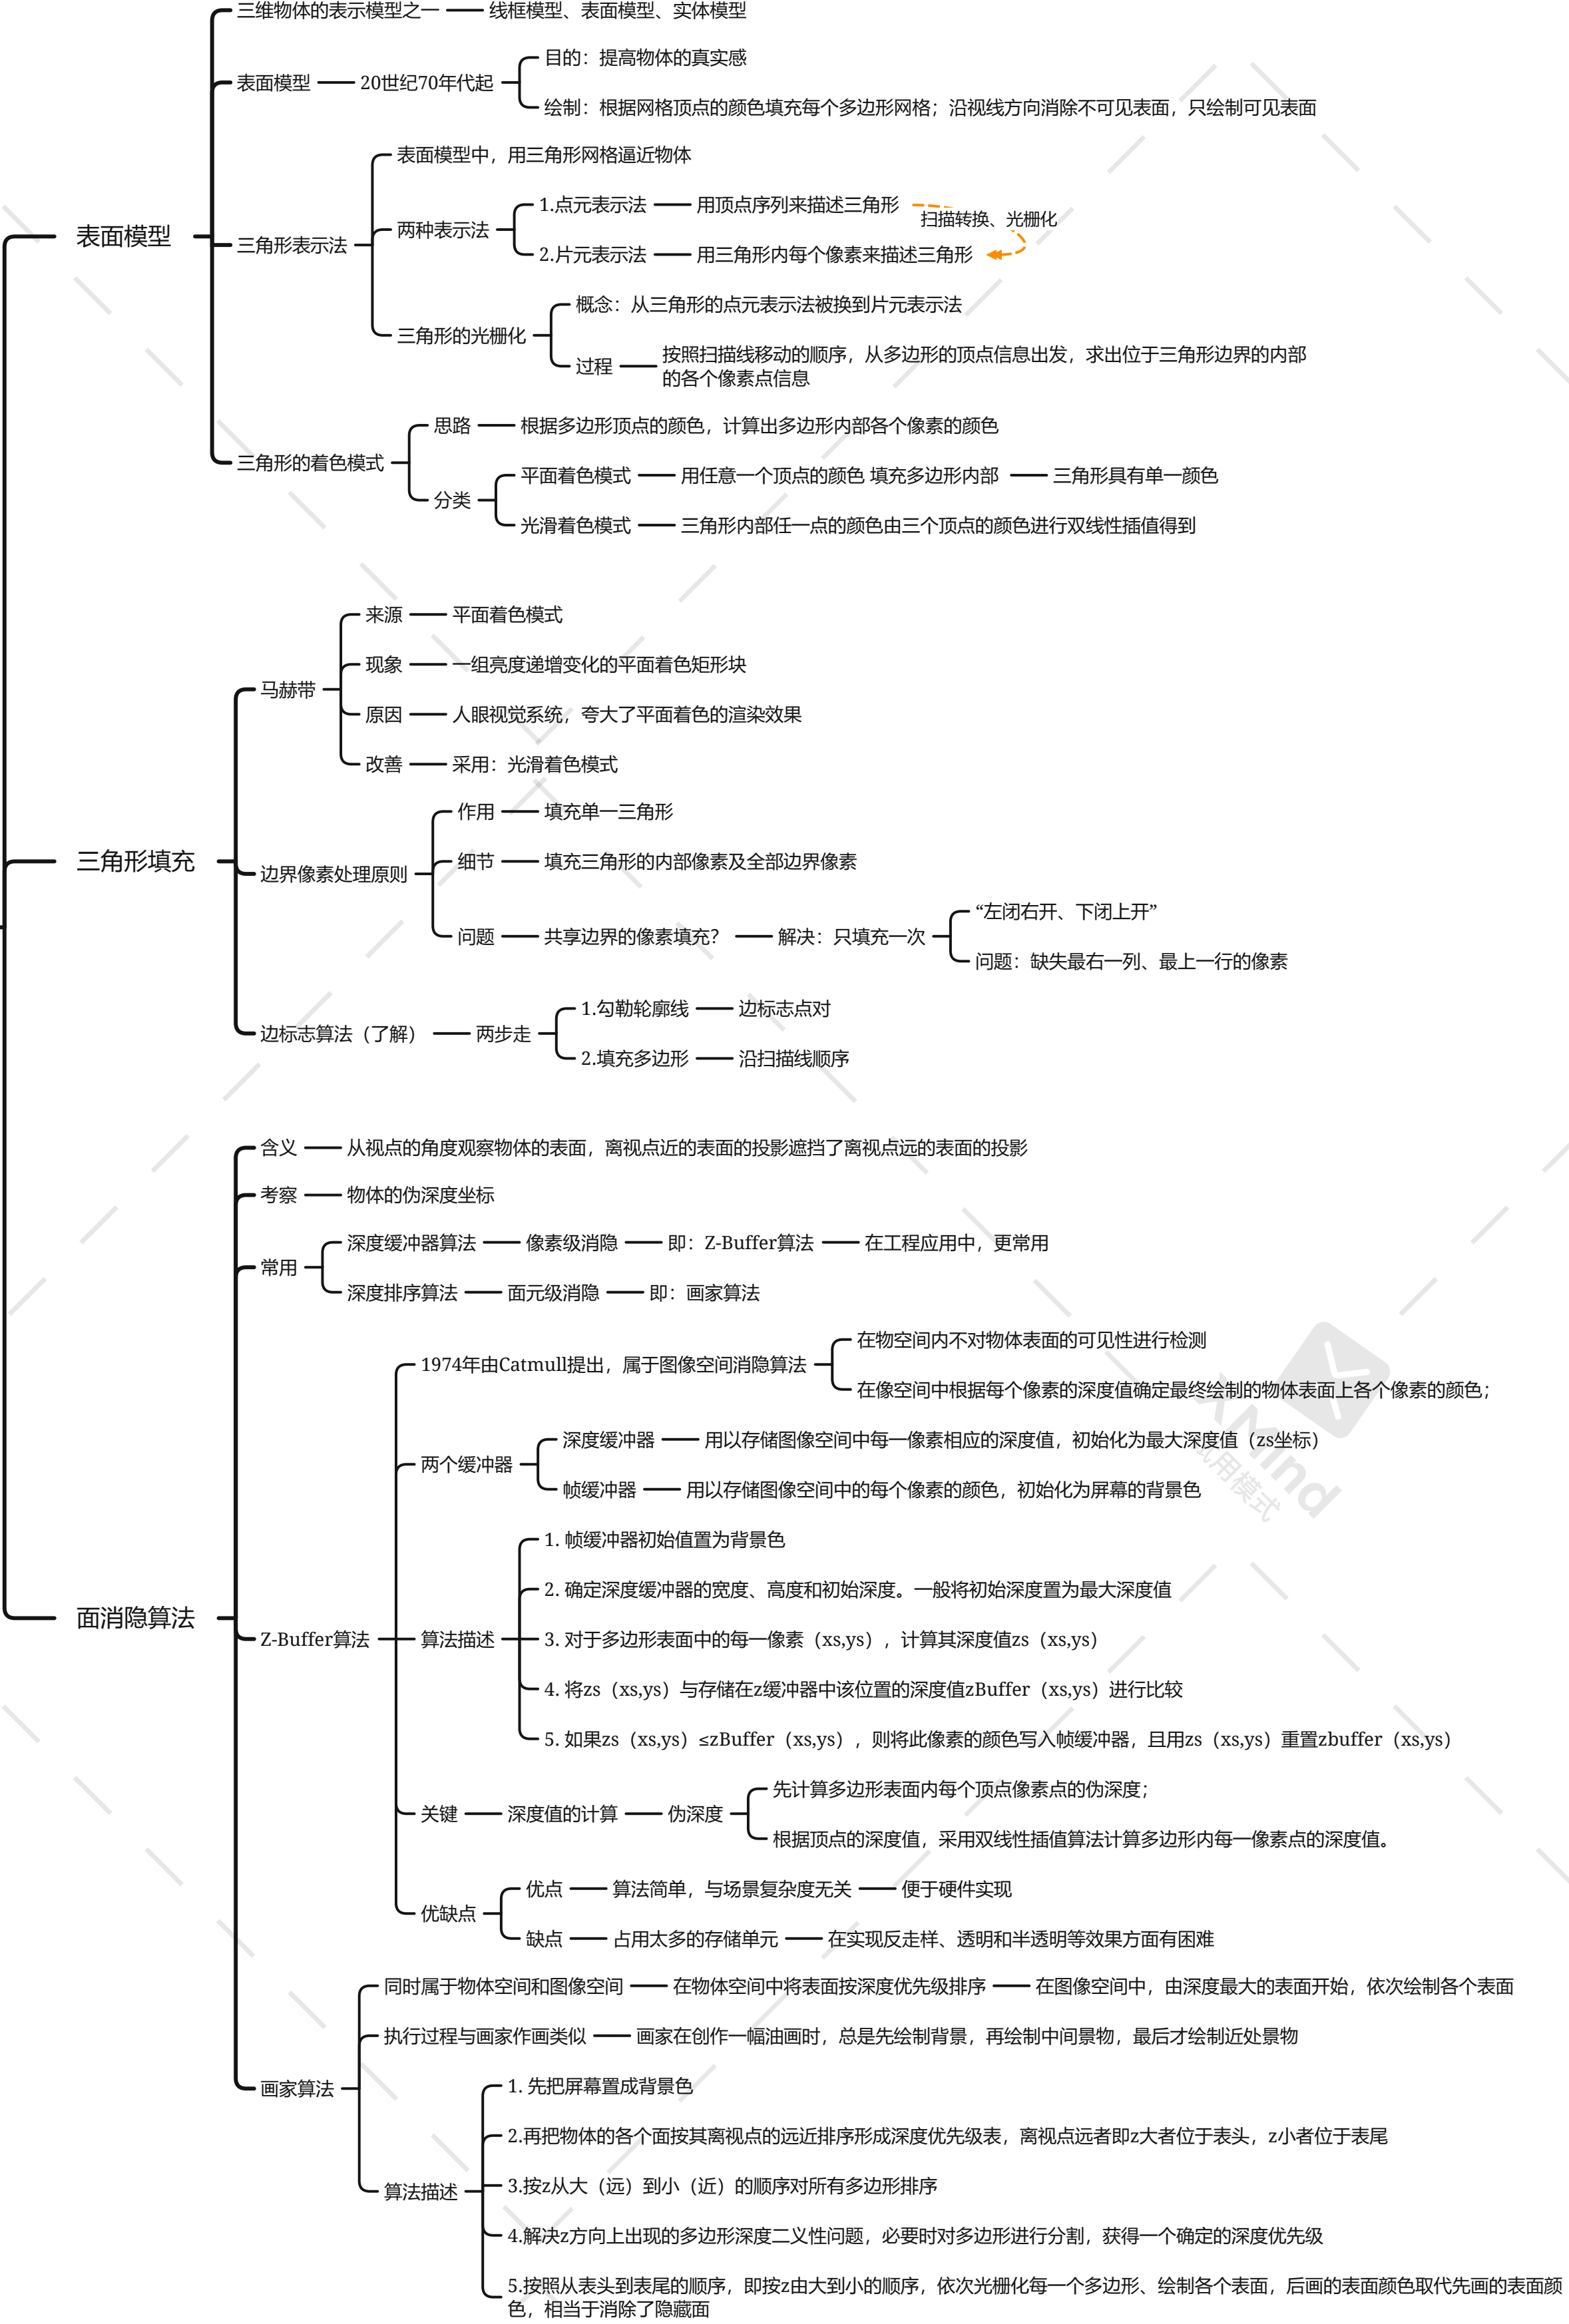 三维物体的表示模型之一
线框模型、表面模型、实体模型
表面模型
表面模型
20世纪70年代起
目的：提高物体的真实感
绘制：根据网格顶点的颜色填充每个多边形网格；沿视线方向消除不可见表面，只绘制可见表面
三角形表示法
表面模型中，用三角形网格逼近物体
两种表示法
1.点元表示法
用顶点序列来描述三角形
扫描转换、光栅化
2.片元表示法
用三角形内每个像素来描述三角形
三角形的光栅化
概念：从三角形的点元表示法被换到片元表示法
过程
按照扫描线移动的顺序，从多边形的顶点信息出发，求出位于三角形边界的内部
的各个像素点信息
三角形的着色模式
思路
根据多边形顶点的颜色，计算出多边形内部各个像素的颜色
分类
平面着色模式
用任意一个顶点的颜色 填充多边形内部
三角形具有单一颜色
光滑着色模式
三角形内部任一点的颜色由三个顶点的颜色进行双线性插值得到
三角形填充
马赫带
来源
平面着色模式
现象
一组亮度递增变化的平面着色矩形块
原因
人眼视觉系统，夸大了平面着色的渲染效果
改善
采用：光滑着色模式
边界像素处理原则
作用
填充单一三角形
细节
填充三角形的内部像素及全部边界像素
问题
共享边界的像素填充？
解决：只填充一次
“左闭右开、下闭上开”
问题：缺失最右一列、最上一行的像素
边标志算法（了解）
两步走
1.勾勒轮廓线
边标志点对
2.填充多边形
沿扫描线顺序
面消隐算法
含义
从视点的角度观察物体的表面，离视点近的表面的投影遮挡了离视点远的表面的投影
考察
物体的伪深度坐标
常用
深度缓冲器算法
像素级消隐
即：Z-Buffer算法
在工程应用中，更常用
深度排序算法
面元级消隐
即：画家算法
Z-Buffer算法
1974年由Catmull提出，属于图像空间消隐算法
在物空间内不对物体表面的可见性进行检测
在像空间中根据每个像素的深度值确定最终绘制的物体表面上各个像素的颜色；
两个缓冲器
深度缓冲器
用以存储图像空间中每一像素相应的深度值，初始化为最大深度值（zs坐标）
帧缓冲器
用以存储图像空间中的每个像素的颜色，初始化为屏幕的背景色
算法描述
1. 帧缓冲器初始值置为背景色
2. 确定深度缓冲器的宽度、高度和初始深度。一般将初始深度置为最大深度值
3. 对于多边形表面中的每一像素（xs,ys），计算其深度值zs（xs,ys）
4. 将zs（xs,ys）与存储在z缓冲器中该位置的深度值zBuffer（xs,ys）进行比较
5. 如果zs（xs,ys）≤zBuffer（xs,ys），则将此像素的颜色写入帧缓冲器，且用zs（xs,ys）重置zbuffer（xs,ys）
关键
深度值的计算
伪深度
先计算多边形表面内每个顶点像素点的伪深度；
根据顶点的深度值，采用双线性插值算法计算多边形内每一像素点的深度值。
优缺点
优点
算法简单，与场景复杂度无关
便于硬件实现
缺点
占用太多的存储单元
在实现反走样、透明和半透明等效果方面有困难
画家算法
同时属于物体空间和图像空间
在物体空间中将表面按深度优先级排序
在图像空间中，由深度最大的表面开始，依次绘制各个表面
执行过程与画家作画类似
画家在创作一幅油画时，总是先绘制背景，再绘制中间景物，最后才绘制近处景物
算法描述
1. 先把屏幕置成背景色
2.再把物体的各个面按其离视点的远近排序形成深度优先级表，离视点远者即z大者位于表头，z小者位于表尾
3.按z从大（远）到小（近）的顺序对所有多边形排序
4.解决z方向上出现的多边形深度二义性问题，必要时对多边形进行分割，获得一个确定的深度优先级
5.按照从表头到表尾的顺序，即按z由大到小的顺序，依次光栅化每一个多边形、绘制各个表面，后画的表面颜色取代先画的表面颜
色，相当于消除了隐藏面
XMind
试用模式